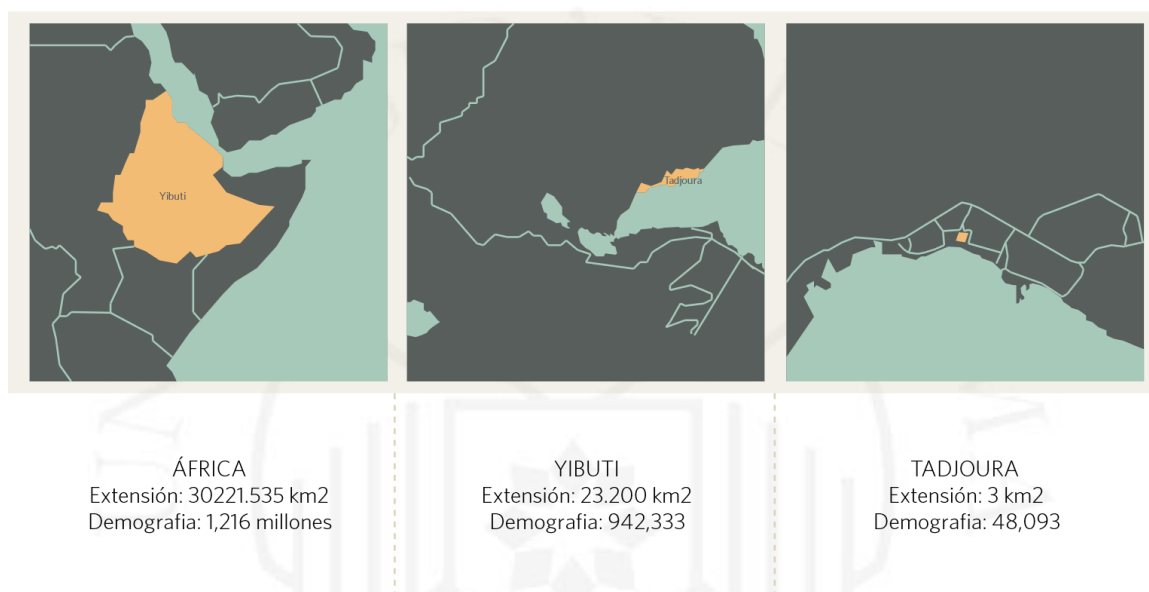 Yibuti
Tadjoura
ÁFRICA
Extensión: 30221.535 km2
Demografia: 1,216 millones
YIBUTI
Extensión: 23.200 km2
Demografia: 942,333
TADJOURA
Extensión: 3 km2
Demografia: 48,093